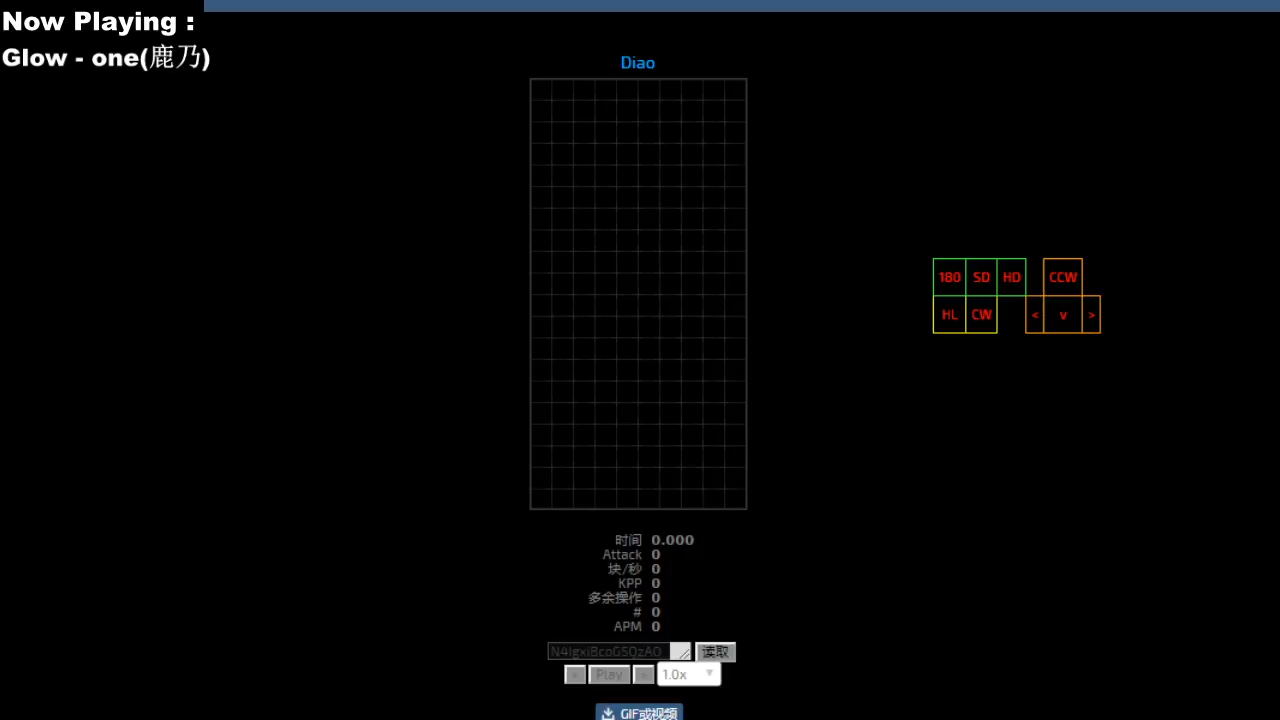 Now Playing :
Glow - one(鹿乃)
Diao
180 SD HD CCW
HL CW < v >
时间 0.000
Attack 0
块/秒 0
KPP 0
多余操作 0
# 0
APM 0
读取
Play 1.0x
GIF或视频